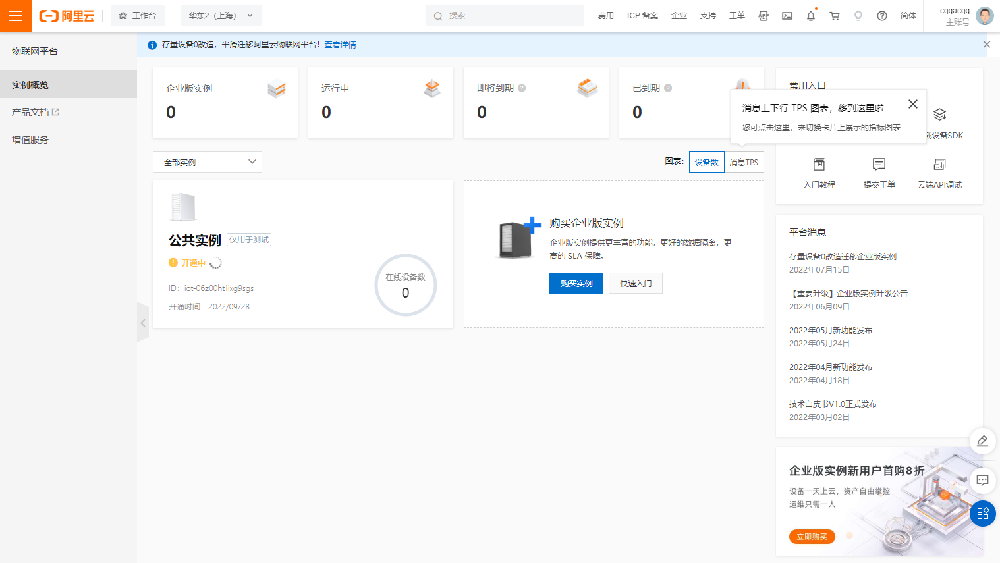 阿里云
工作台
华东2（上海）
搜索...
费用
ICP 备案
企业
支持
工单
简体
cqqacqq
主账号
物联网平台
实例概览
产品文档
增值服务
存量设备0改造，平滑迁移阿里云物联网平台！查看详情
企业版实例
0
运行中
0
即将到期
0
已到期
0
常用入口
消息上下行 TPS 图表，移到这里啦
您可点击这里，来切换卡片上展示的指标图表
设备SDK
入门教程
提交工单
云端API调试
全部实例
图表：
设备数
消息TPS
公共实例
仅用于测试
开通中
ID：iot-06z00ht1ixg9sgs
开通时间：2022/09/28
在线设备数
0
购买企业版实例
企业版实例提供更丰富的功能，更好的数据隔离，更
高的 SLA 保障。
购买实例
快速入门
平台消息
存量设备0改造迁移企业版实例
2022年07月15日
【重要升级】企业版实例升级公告
2022年06月09日
2022年05月新功能发布
2022年05月24日
2022年04月新功能发布
2022年04月18日
技术白皮书V1.0正式发布
2022年03月02日
企业版实例新用户首购8折
设备一天上云，资产自由掌控
运维只需一人
立即购买